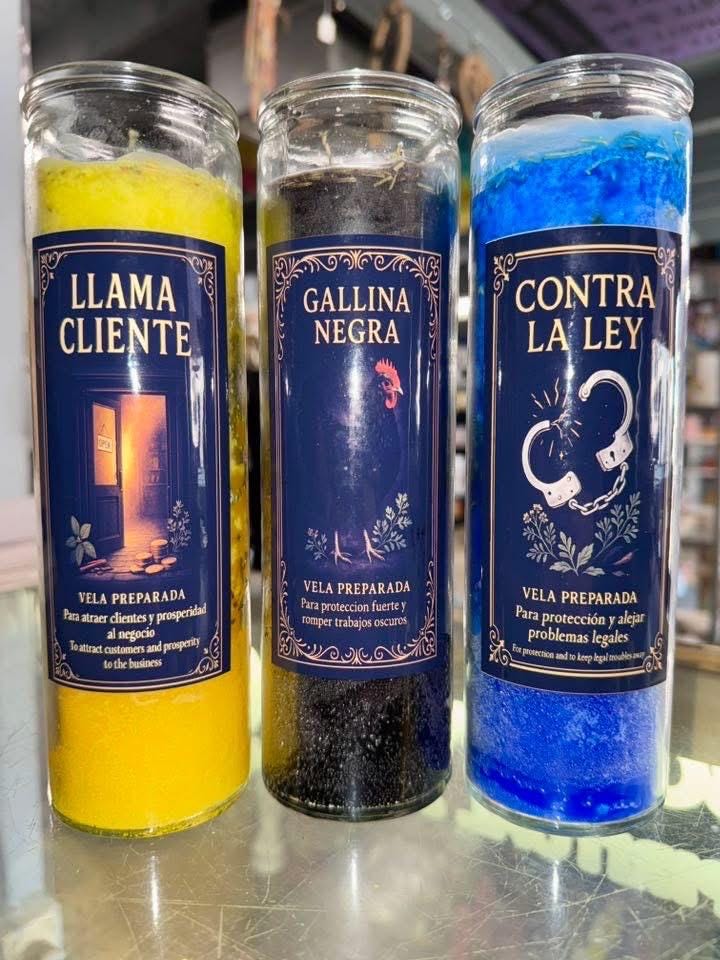 LLAMA
CLIENTE
OPEN
VELA PREPARADA
Para atraer clientes y prosperidad
al negocio
To attract customers and prosperity
to the business
GALLINA
NEGRA
VELA PREPARADA
Para proteccion fuerte y
romper trabajos oscuros
CONTRA
LA LEY
VELA PREPARADA
Para protección y alejar
problemas legales
For protection and to keep legal troubles away